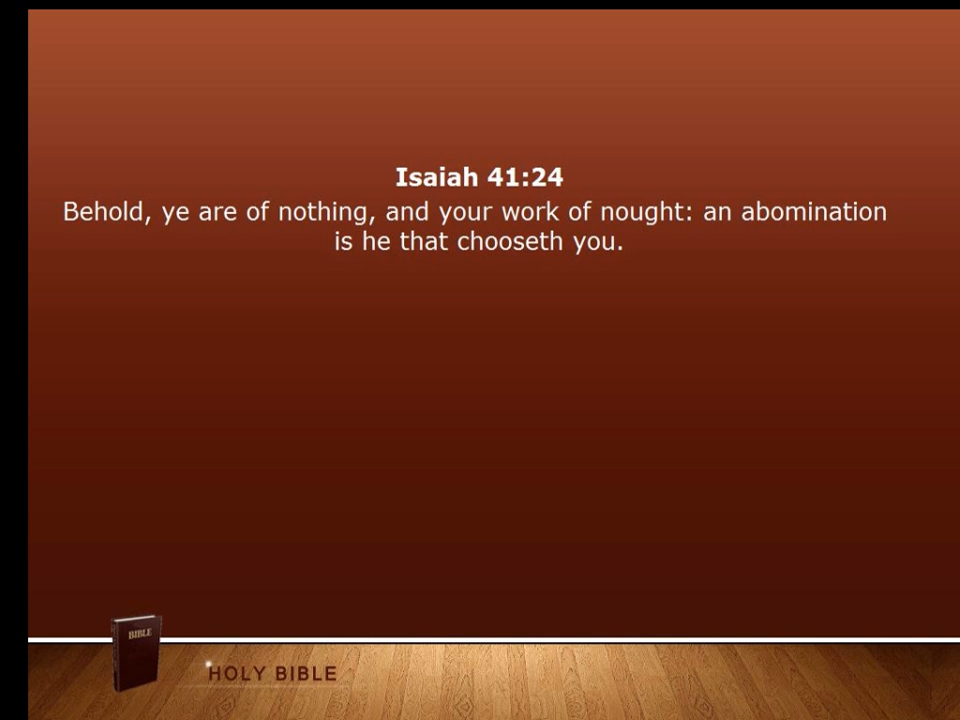 Isaiah 41:24
Behold, ye are of nothing, and your work of nought: an abomination
is he that chooseth you.
BIBLE
HOLY BIBLE